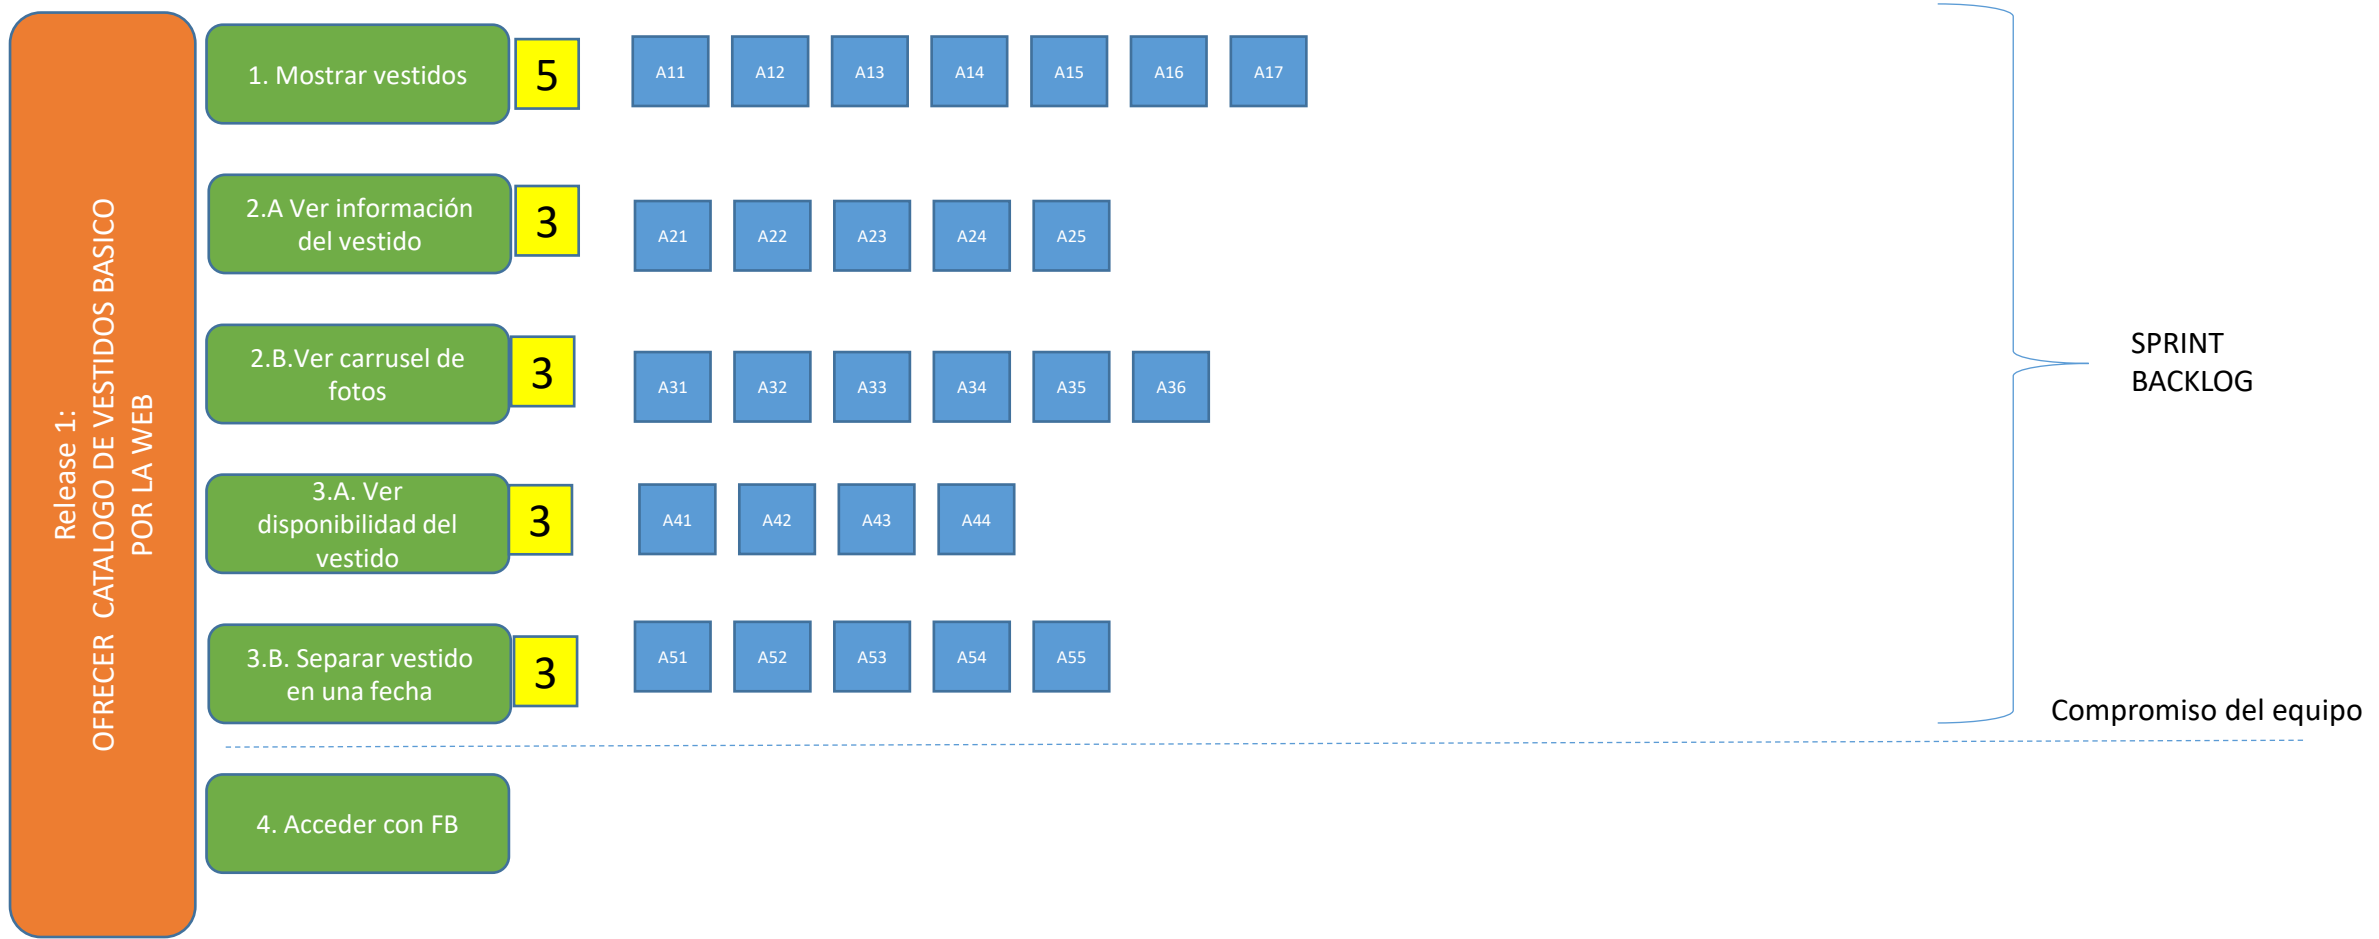 Release 1:
OFRECER CATALOGO DE VESTIDOS BASICO
POR LA WEB
1. Mostrar vestidos
5
A11
A12
A13
A14
A15
A16
A17
2.A Ver información
del vestido
3
A21
A22
A23
A24
A25
2.B.Ver carrusel de
fotos
3
A31
A32
A33
A34
A35
A36
SPRINT
BACKLOG
3.A. Ver
disponibilidad del
vestido
3
A41
A42
A43
A44
3.B. Separar vestido
en una fecha
3
A51
A52
A53
A54
A55
Compromiso del equipo
4. Acceder con FB